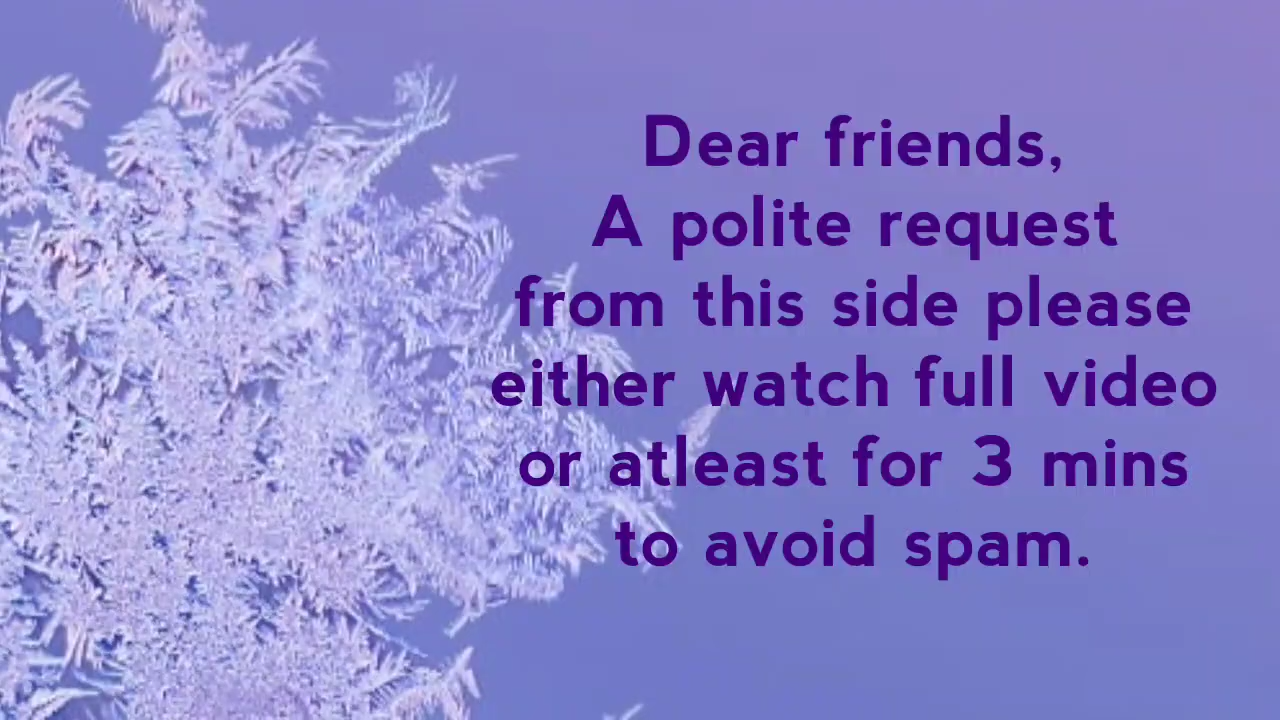 Dear friends,
A polite request
from this side please
either watch full video
or atleast for 3 mins
to avoid spam.